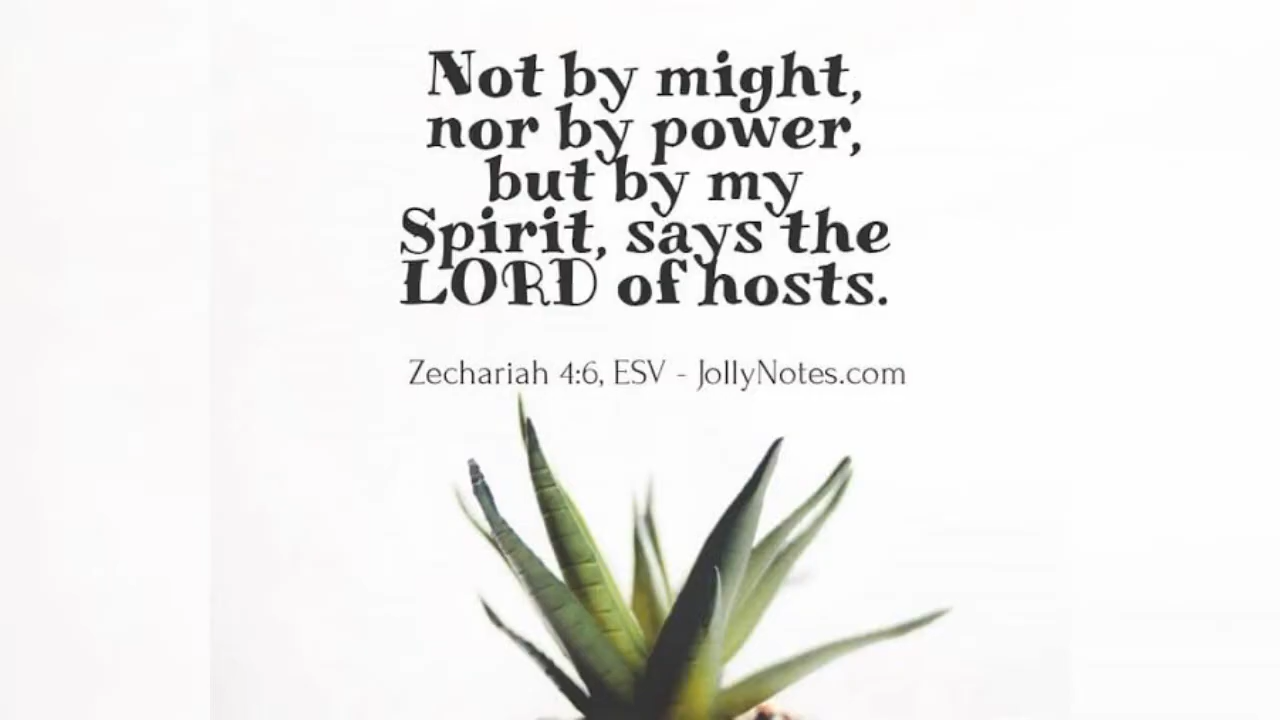 Not by might,
nor by power,
but by my
Spirit, says the
LORD of hosts.
Zechariah 4:6, ESV - JollyNotes.com